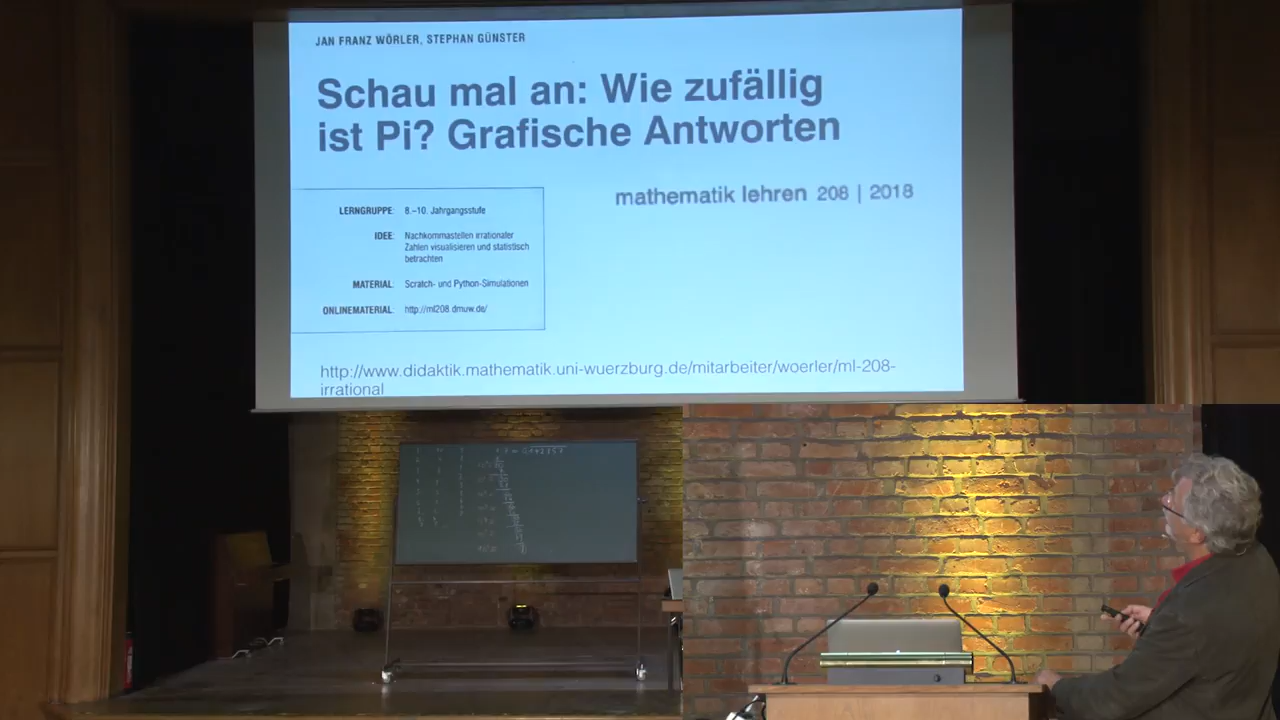 JAN FRANZ WÖRLER, STEPHAN GÜNSTER
Schau mal an: Wie zufällig
ist Pi? Grafische Antworten
mathematik lehren 208 | 2018
LERNGRUPPE: 8.–10. Jahrgangsstufe
IDEE: Nachkommastellen irrationaler
Zahlen visualisieren und statistisch
betrachten
MATERIAL: Scratch- und Python-Simulationen
ONLINEMATERIAL: http://ml208.dmuw.de/
http://www.didaktik.mathematik.uni-wuerzburg.de/mitarbeiter/woerler/ml-208-
irrational